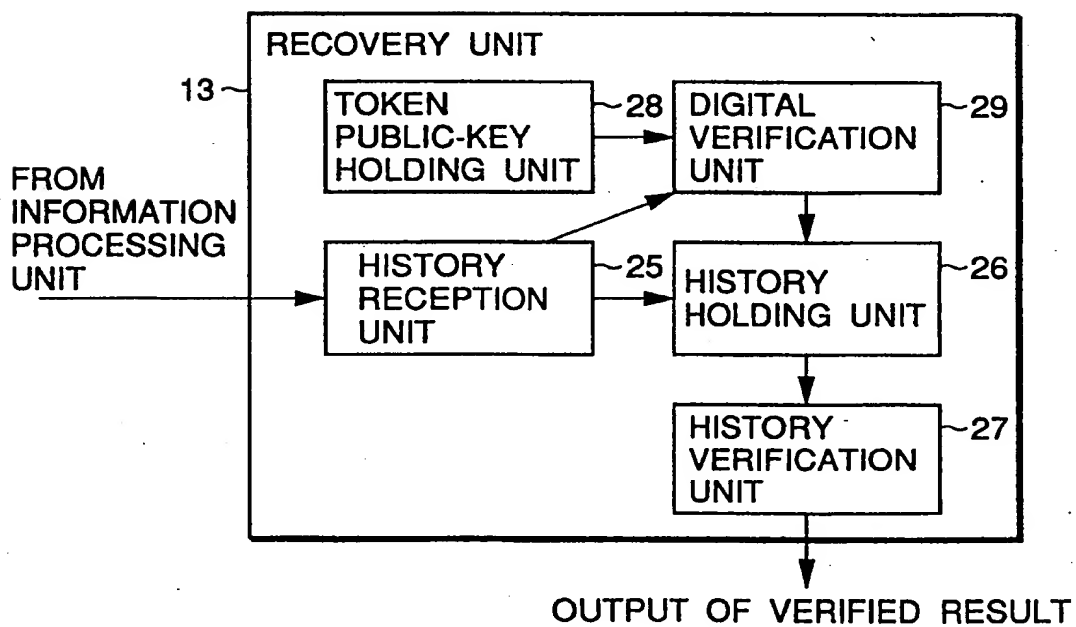 RECOVERY UNIT
13
TOKEN
PUBLIC-KEY
HOLDING UNIT
28
DIGITAL
VERIFICATION
UNIT
29
FROM
INFORMATION
PROCESSING
UNIT
HISTORY
RECEPTION
UNIT
25
HISTORY
HOLDING UNIT
26
HISTORY
VERIFICATION
UNIT
27
OUTPUT OF VERIFIED RESULT